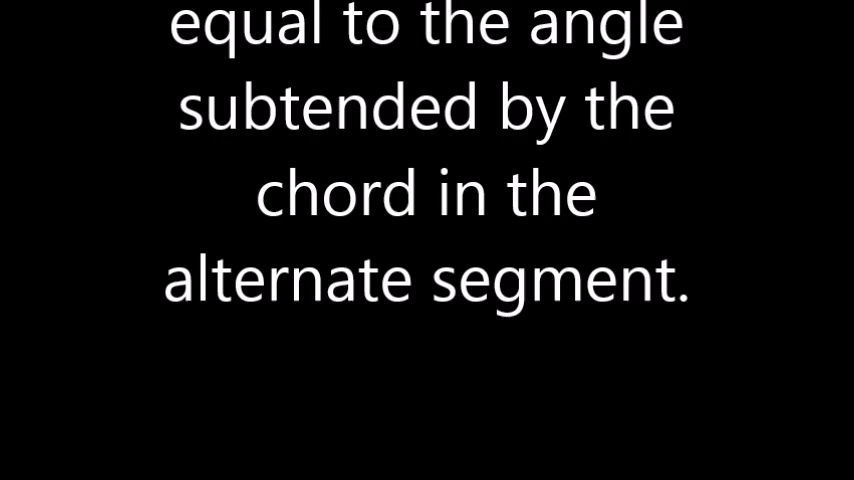 equal to the angle
subtended by the
chord in the
alternate segment.